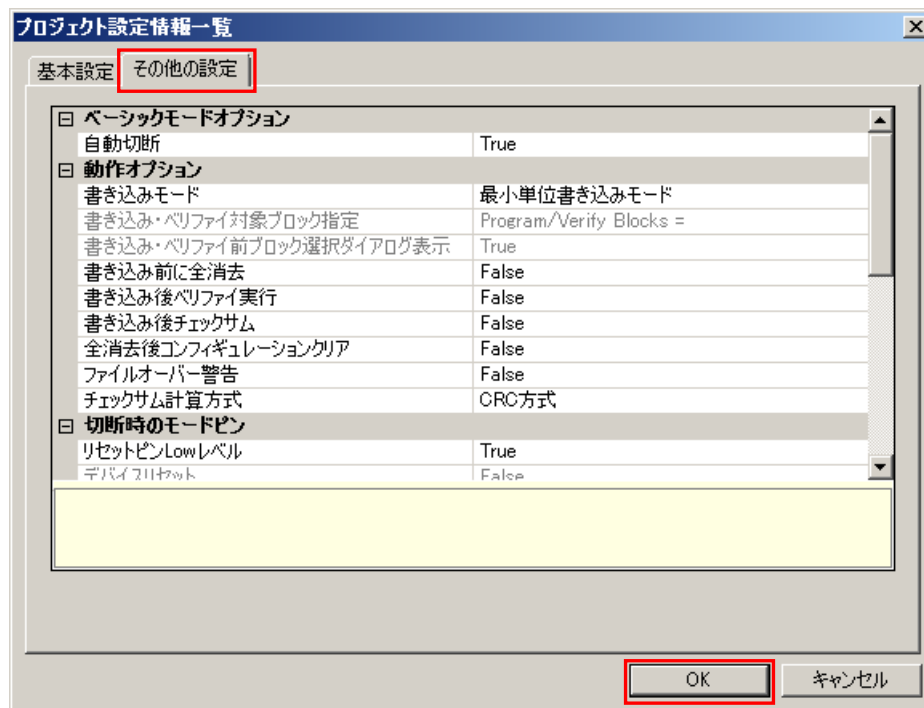 プロジェクト設定情報一覧
基本設定 その他の設定
ベーシックモードオプション
自動切断 True
動作オプション
書き込みモード 最小単位書き込みモード
書き込み・ベリファイ対象ブロック指定 Program/Verify Blocks =
書き込み・ベリファイ前ブロック選択ダイアログ表示 True
書き込み前に全消去 False
書き込み後ベリファイ実行 False
書き込み後チェックサム False
全消去後コンフィギュレーションクリア False
ファイルオーバー警告 False
チェックサム計算方式 CRC方式
切断時のモードピン
リセットピンLowレベル True
デバイスリセット False
OK キャンセル